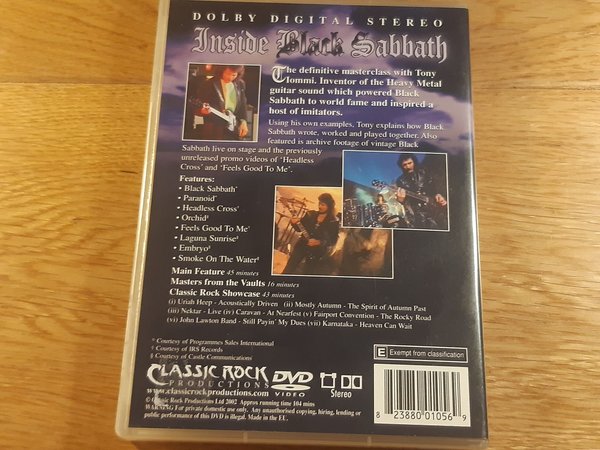 DOLBY DIGITAL STEREO
Inside Black Sabbath
The definitive masterclass with Tony
Iommi. Inventor of the Heavy Metal
guitar sound which powered Black
Sabbath to world fame and inspired a
host of imitators.
Using his own examples, Tony explains how Black
Sabbath wrote, worked and played together. Also
featured is archive footage of vintage Black
Sabbath live on stage and the previously
unreleased promo videos of 'Headless
Cross' and 'Feels Good To Me'.
Features:
• Black Sabbath*
• Paranoid*
• Headless Cross†
• Orchid§
• Feels Good To Me†
• Laguna Sunrise§
• Embryo§
• Smoke On The Water§
Main Feature 45 minutes
Masters from the Vaults 16 minutes
Classic Rock Showcase 43 minutes
(i) Uriah Heep - Acoustically Driven (ii) Mostly Autumn - The Spirit of Autumn Past
(iii) Nektar - Live (iv) Caravan - At Nearfest (v) Fairport Convention - The Rocky Road
(vi) John Lawton Band - Still Payin' My Dues (vii) Karnataka - Heaven Can Wait
* Courtesy of Programmes Sales International
† Courtesy of IRS Records
§ Courtesy of Castle Communications
E Exempt from classification
CLASSIC ROCK
PRODUCTIONS
www.classicrockproductions.com
DVD
VIDEO
Stereo
© Classic Rock Productions Ltd 2002 Approx running time 104 mins
WARNING For private domestic use only. Any unauthorised copying, hiring, lending or
public performance of this DVD is illegal. Made in the E.U.
8 23880 01056 9